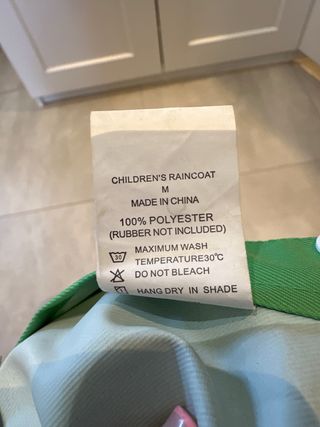 CHILDREN'S RAINCOAT
M
MADE IN CHINA
100% POLYESTER
(RUBBER NOT INCLUDED)
30 MAXIMUM WASH
TEMPERATURE30℃
DO NOT BLEACH
HANG DRY IN SHADE